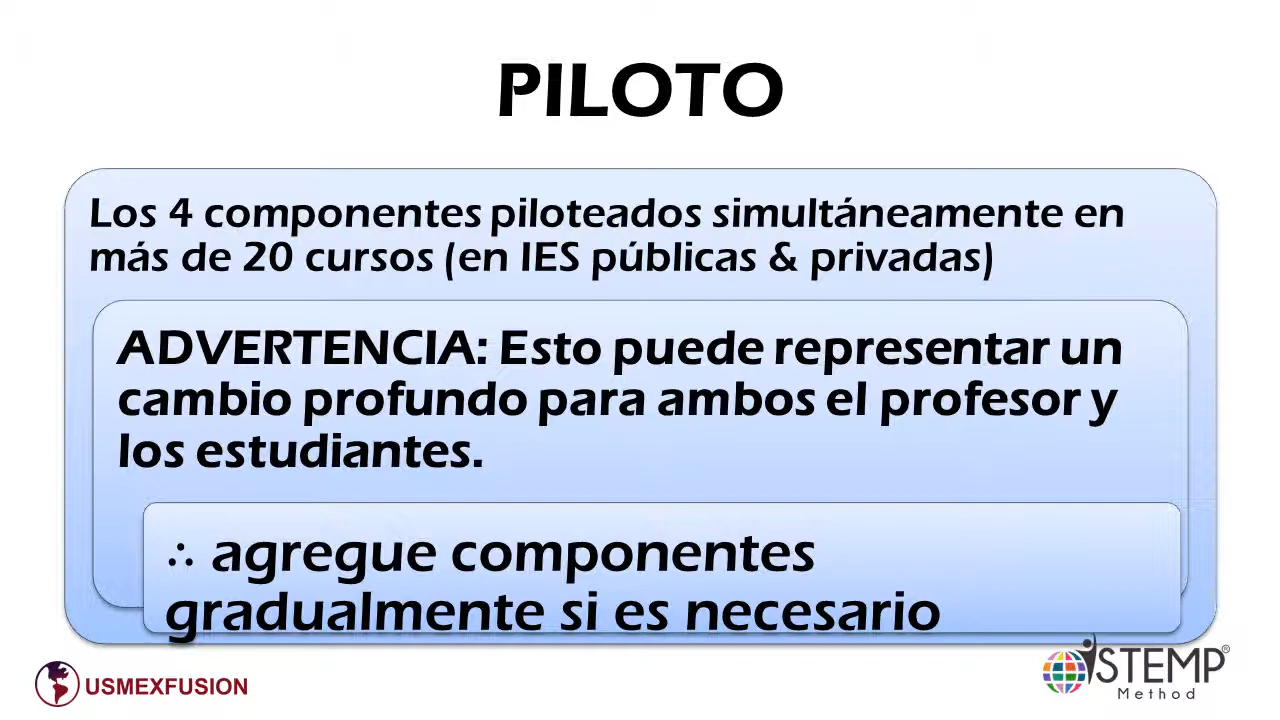 PILOTO
Los 4 componentes piloteados simultáneamente en
más de 20 cursos (en IES públicas & privadas)
ADVERTENCIA: Esto puede representar un
cambio profundo para ambos el profesor y
los estudiantes.
∴ agregue componentes
gradualmente si es necesario
USMEXFUSION
STEMP®
Method